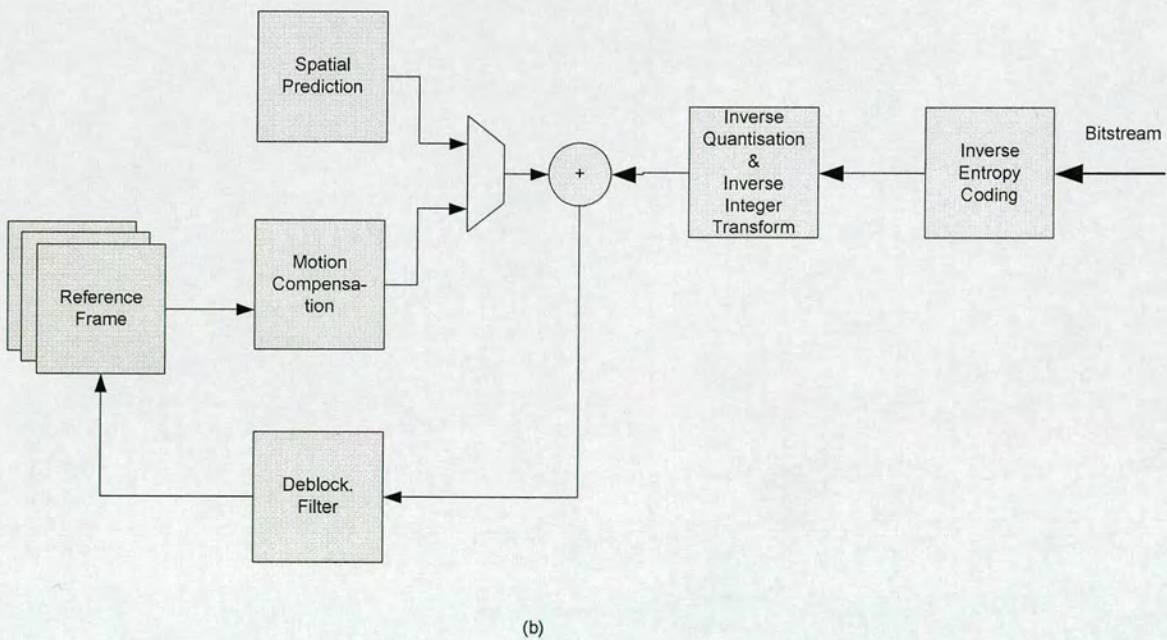 Spatial
Prediction
Inverse
Quantisation
&
Inverse
Integer
Transform
Inverse
Entropy
Coding
Bitstream
+
Reference
Frame
Motion
Compensa-
tion
Deblock.
Filter
(b)